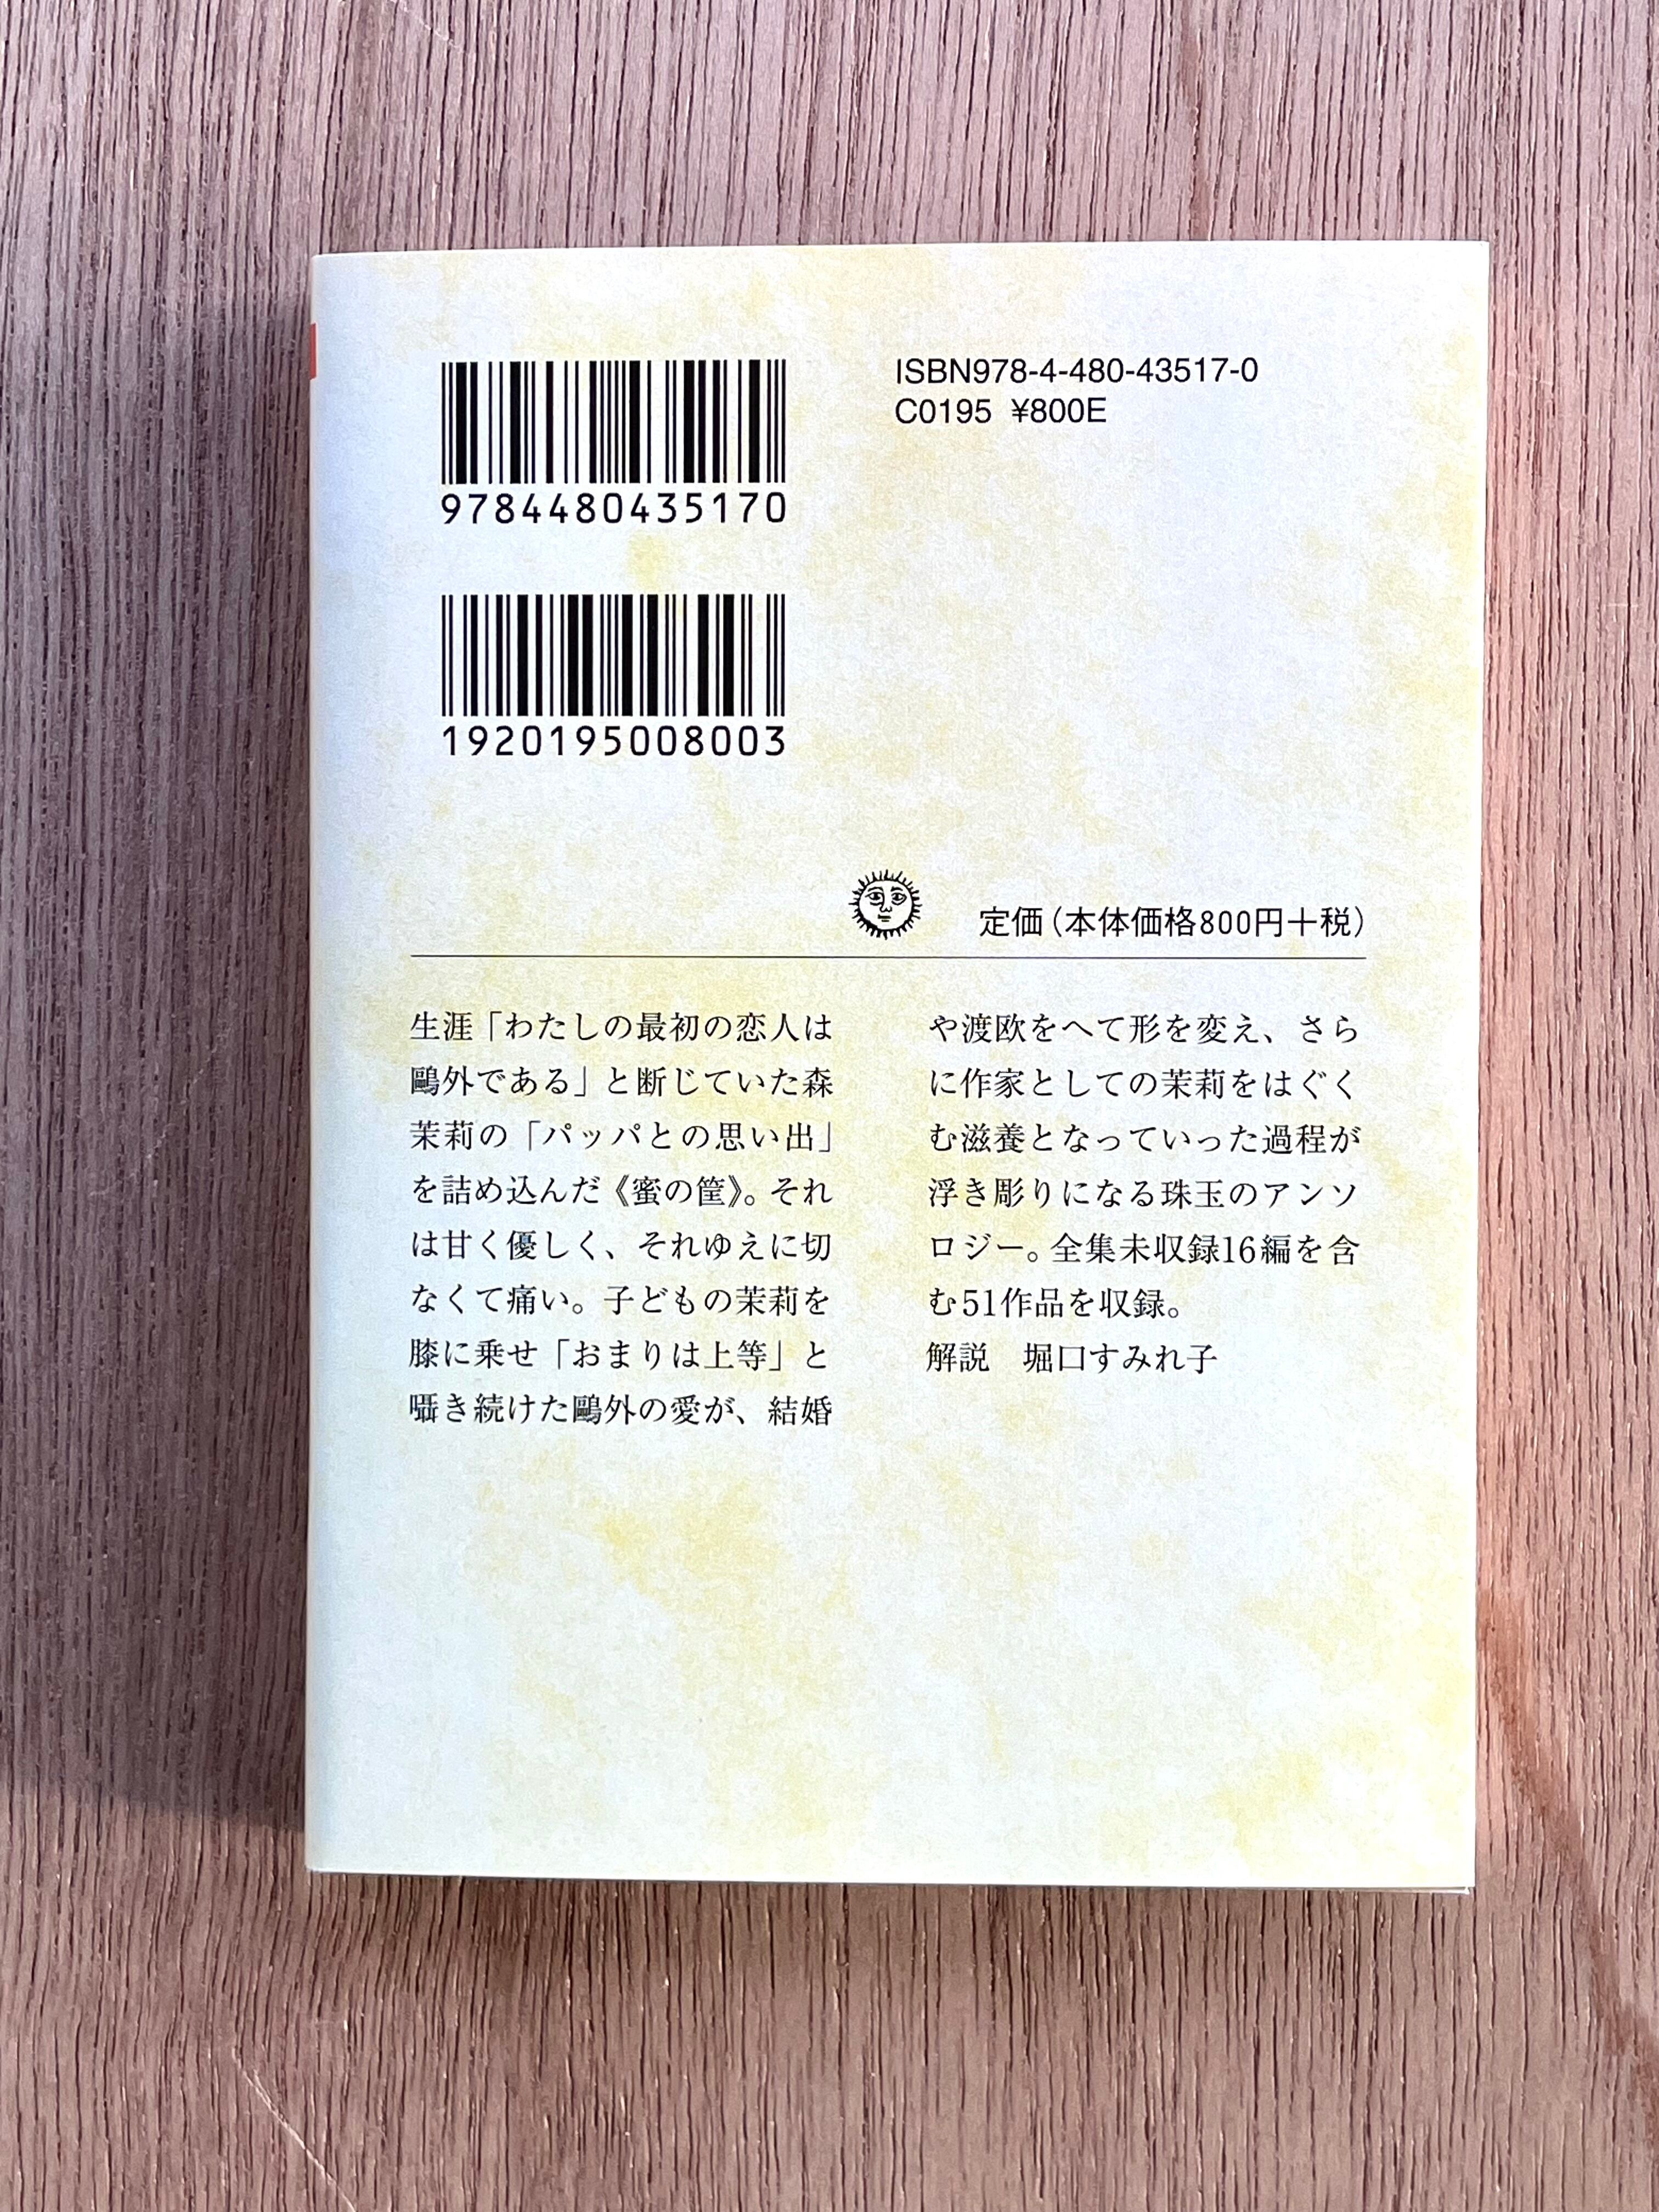 9784480435170
1920195008003
ISBN978-4-480-43517-0
C0195 ¥800E
定価(本体価格800円+税)
生涯「わたしの最初の恋人は
鷗外である」と断じていた森
茉莉の「パッパとの思い出」
を詰め込んだ《蜜の筐》。それ
は甘く優しく、それゆえに切
なくて痛い。子どもの茉莉を
膝に乗せ「おまりは上等」と
囁き続けた鷗外の愛が、結婚
や渡欧をへて形を変え、さら
に作家としての茉莉をはぐく
む滋養となっていった過程が
浮き彫りになる珠玉のアンソ
ロジー。全集未収録16編を含
む51作品を収録。
解説　堀口すみれ子